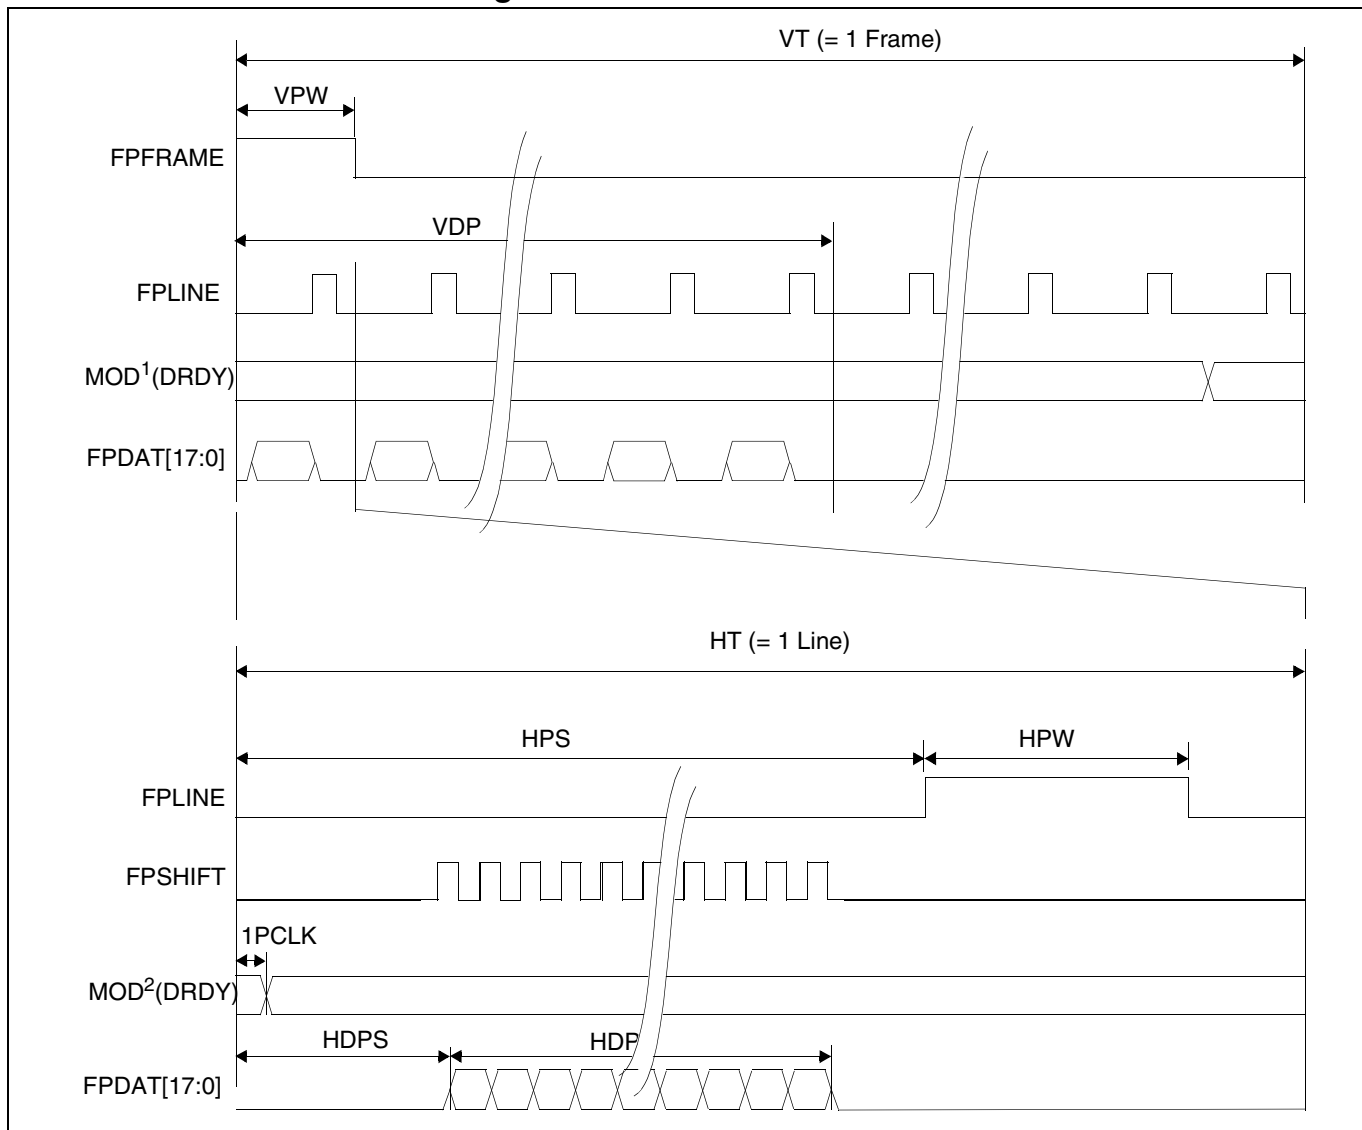 VT (= 1 Frame)
VPW
FPFRAME
VDP
FPLINE
MOD1(DRDY)
FPDAT[17:0]
HT (= 1 Line)
HPS
HPW
FPLINE
FPSHIFT
1PCLK
MOD2(DRDY)
HDPS
HDP
FPDAT[17:0]